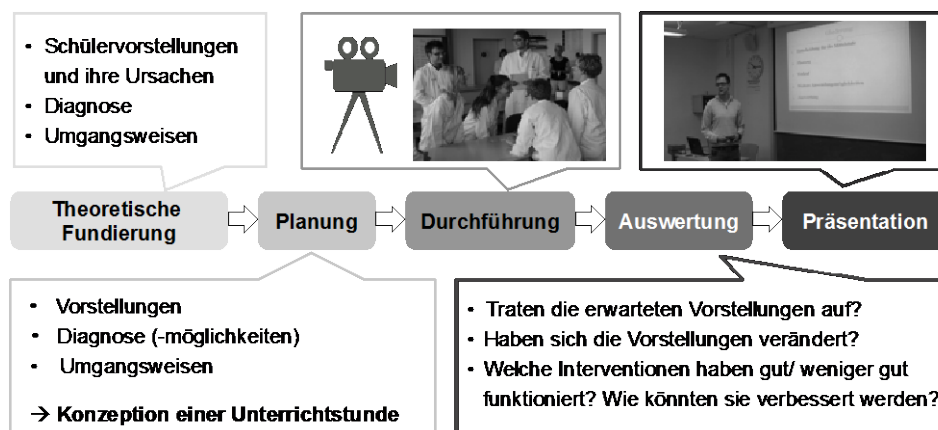 • Schülervorstellungen
und ihre Ursachen
• Diagnose
• Umgangsweisen
Theoretische
Fundierung
Planung
Durchführung
Auswertung
Präsentation
• Vorstellungen
• Diagnose (-möglichkeiten)
• Umgangsweisen
→ Konzeption einer Unterrichtstunde
• Traten die erwarteten Vorstellungen auf?
• Haben sich die Vorstellungen verändert?
• Welche Interventionen haben gut/ weniger gut
funktioniert? Wie könnten sie verbessert werden?